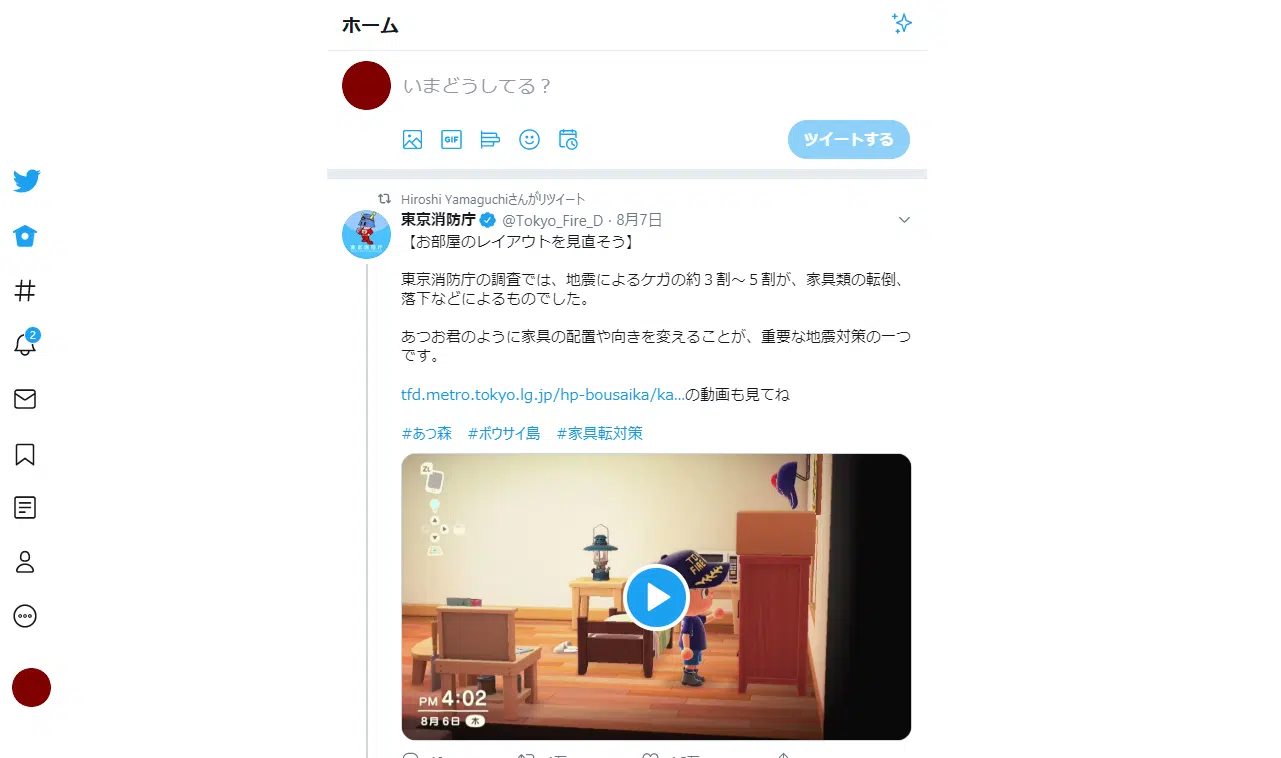 ホーム
いまどうしてる？
GIF
ツイートする
Hiroshi Yamaguchiさんがリツイート
東京消防庁 @Tokyo_Fire_D · 8月7日
【お部屋のレイアウトを見直そう】
東京消防庁の調査では、地震によるケガの約３割～５割が、家具類の転倒、
落下などによるものでした。
あつお君のように家具の配置や向きを変えることが、重要な地震対策の一つ
です。
tfd.metro.tokyo.lg.jp/hp-bousaika/ka...の動画も見てね
#あつ森 #ボウサイ島 #家具転対策
2
ZL
PM 4:02
8月6日 木